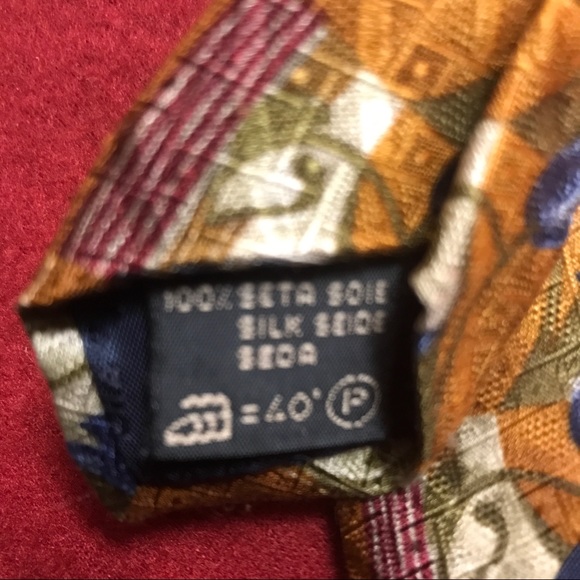 100% SETA SOIE
SILK SEIDE
SEDA
= 40° P